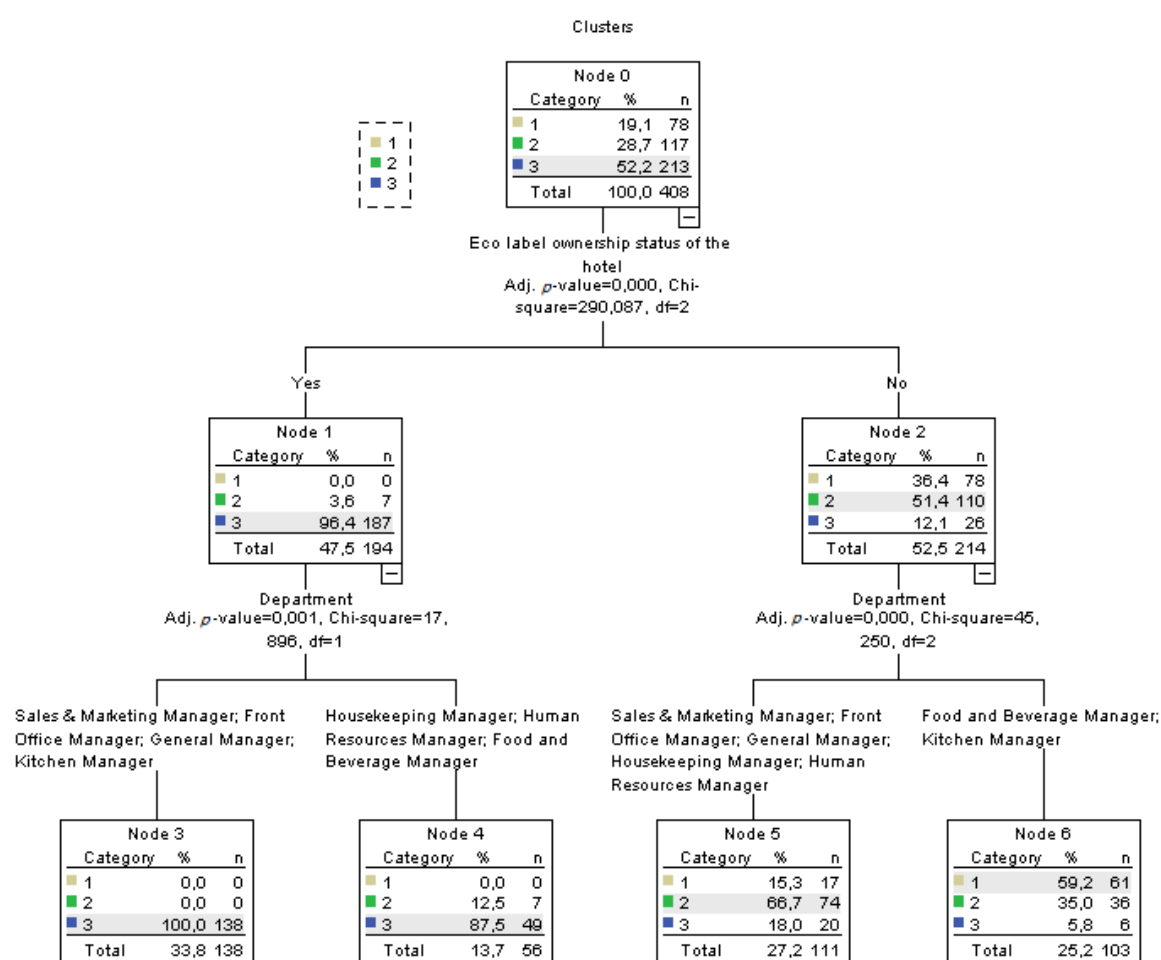 Clusters
Node 0
Category % n
1 19,1 78
2 28,7 117
3 52,2 213
Total 100,0 408
1
2
3
Eco label ownership status of the
hotel
Adj. p-value=0,000, Chi-
square=290,087, df=2
Yes
No
Node 1
Category % n
1 0,0 0
2 3,6 7
3 96,4 187
Total 47,5 194
Node 2
Category % n
1 36,4 78
2 51,4 110
3 12,1 26
Total 52,5 214
Department
Adj. p-value=0,001, Chi-square=17,
896, df=1
Department
Adj. p-value=0,000, Chi-square=45,
250, df=2
Sales & Marketing Manager; Front
Office Manager; General Manager;
Kitchen Manager
Housekeeping Manager; Human
Resources Manager; Food and
Beverage Manager
Sales & Marketing Manager; Front
Office Manager; General Manager;
Housekeeping Manager; Human
Resources Manager
Food and Beverage Manager;
Kitchen Manager
Node 3
Category % n
1 0,0 0
2 0,0 0
3 100,0 138
Total 33,8 138
Node 4
Category % n
1 0,0 0
2 12,5 7
3 87,5 49
Total 13,7 56
Node 5
Category % n
1 15,3 17
2 66,7 74
3 18,0 20
Total 27,2 111
Node 6
Category % n
1 59,2 61
2 35,0 36
3 5,8 6
Total 25,2 103